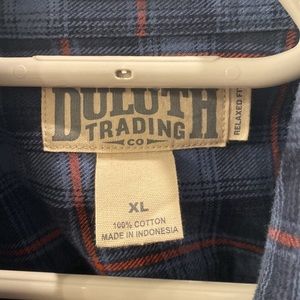 DULUTH
TRADING
CO
RELAXED FIT
XL
100% COTTON
MADE IN INDONESIA